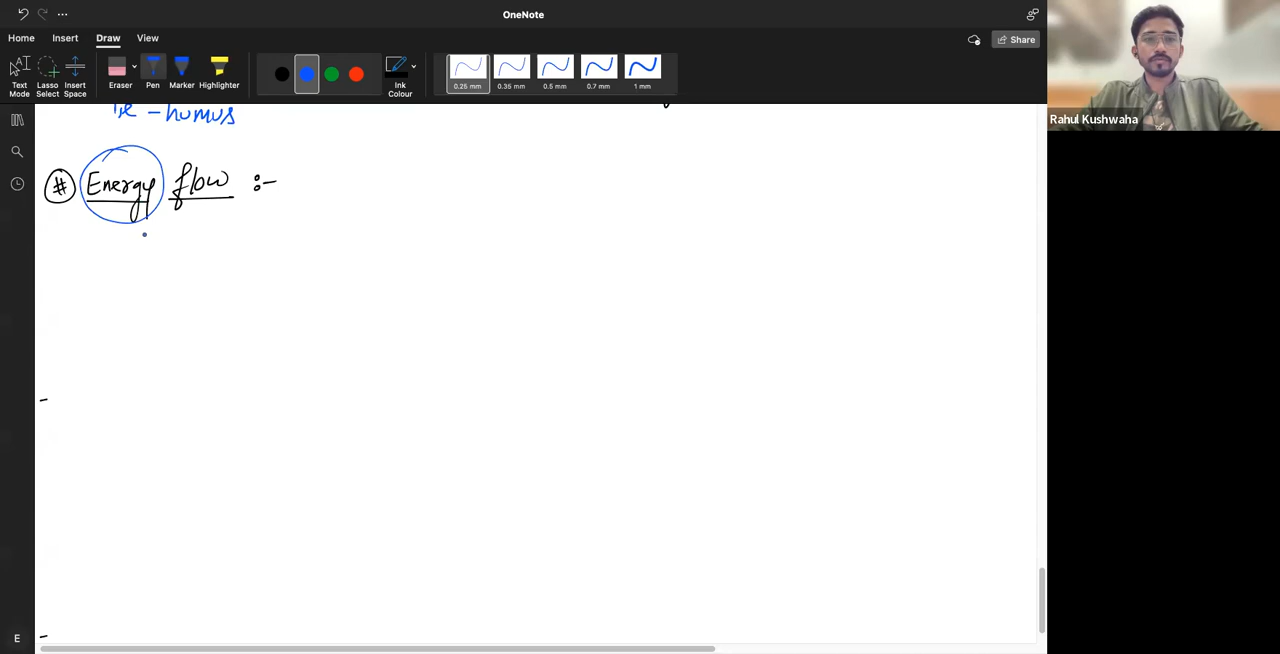 OneNote
Home Insert Draw View
Share
Text Mode
Lasso Select
Insert Space
Eraser
Pen
Marker
Highlighter
Ink Colour
0.25 mm
0.35 mm
0.5 mm
0.7 mm
1 mm
Rahul Kushwaha
– humus
# Energy flow :-
-
-
E